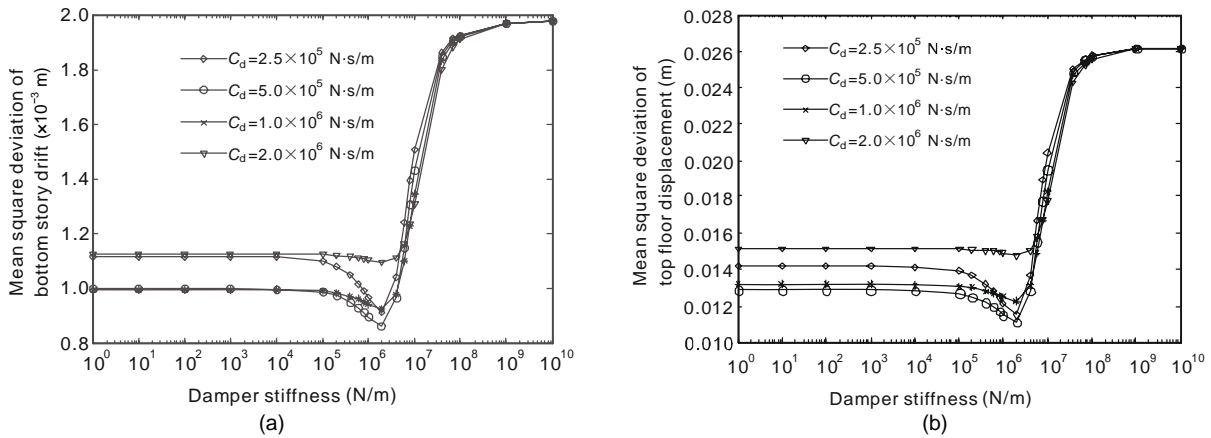 Mean square deviation of
bottom story drift (×10⁻³ m)
2.0
1.8
1.6
1.4
1.2
1.0
0.8
C_d=2.5×10⁵ N·s/m
C_d=5.0×10⁵ N·s/m
C_d=1.0×10⁶ N·s/m
C_d=2.0×10⁶ N·s/m
10⁰ 10¹ 10² 10³ 10⁴ 10⁵ 10⁶ 10⁷ 10⁸ 10⁹ 10¹⁰
Damper stiffness (N/m)
(a)
Mean square deviation of
top floor displacement (m)
0.028
0.026
0.024
0.022
0.020
0.018
0.016
0.014
0.012
0.010
C_d=2.5×10⁵ N·s/m
C_d=5.0×10⁵ N·s/m
C_d=1.0×10⁶ N·s/m
C_d=2.0×10⁶ N·s/m
10⁰ 10¹ 10² 10³ 10⁴ 10⁵ 10⁶ 10⁷ 10⁸ 10⁹ 10¹⁰
Damper stiffness (N/m)
(b)